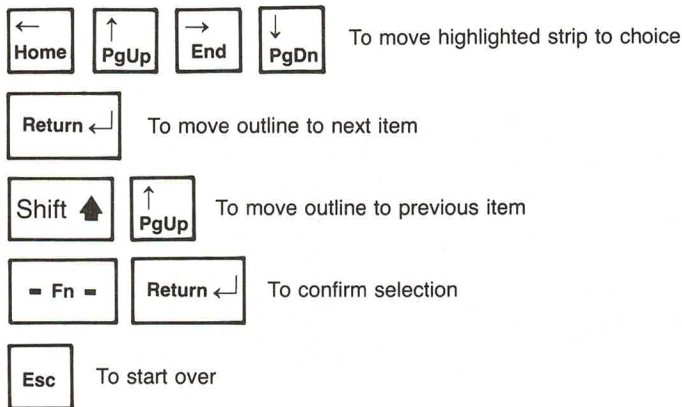 ← ↑ → ↓
Home PgUp End PgDn To move highlighted strip to choice
Return ↵ To move outline to next item
Shift ⬆ ↑ PgUp To move outline to previous item
- Fn - Return ↵ To confirm selection
Esc To start over